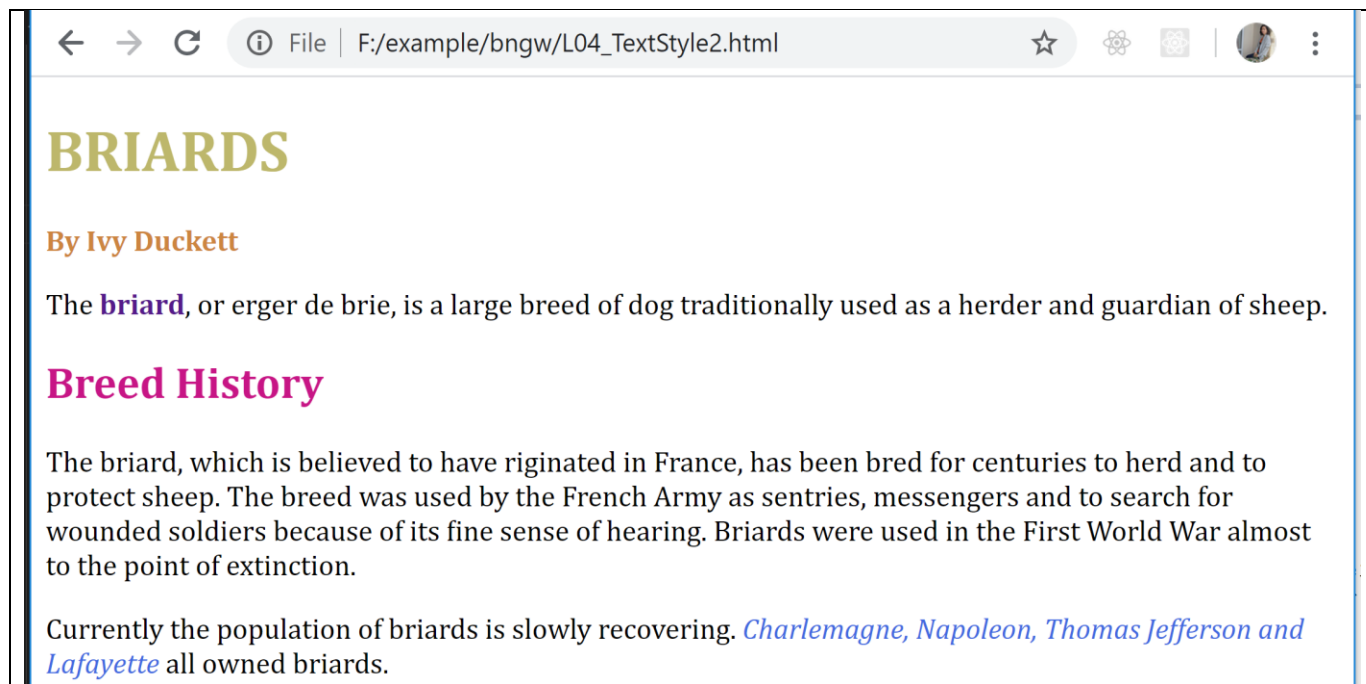 File F:/example/bngw/L04_TextStyle2.html
BRIARDS
By Ivy Duckett
The briard, or erger de brie, is a large breed of dog traditionally used as a herder and guardian of sheep.
Breed History
The briard, which is believed to have riginated in France, has been bred for centuries to herd and to
protect sheep. The breed was used by the French Army as sentries, messengers and to search for
wounded soldiers because of its fine sense of hearing. Briards were used in the First World War almost
to the point of extinction.
Currently the population of briards is slowly recovering. Charlemagne, Napoleon, Thomas Jefferson and
Lafayette all owned briards.